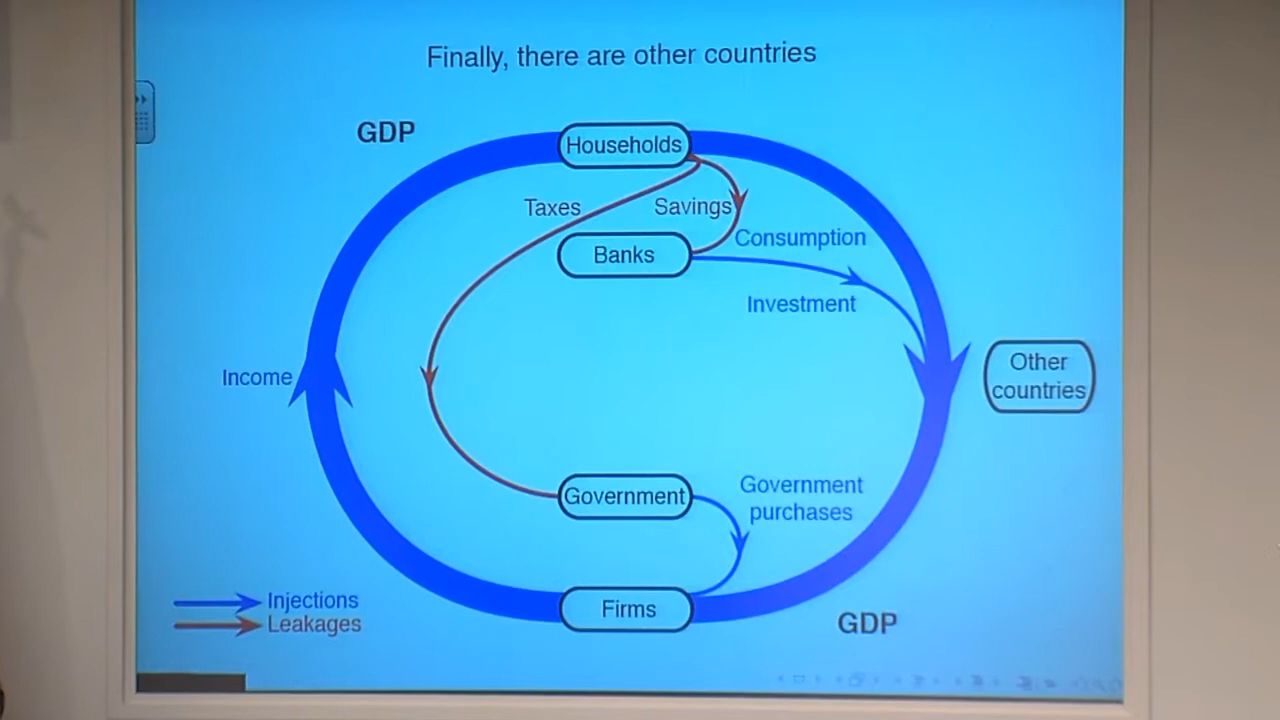 Finally, there are other countries
GDP
Households
Taxes
Savings
Consumption
Banks
Investment
Income
Other
countries
Government
Government
purchases
Firms
Injections
Leakages
GDP